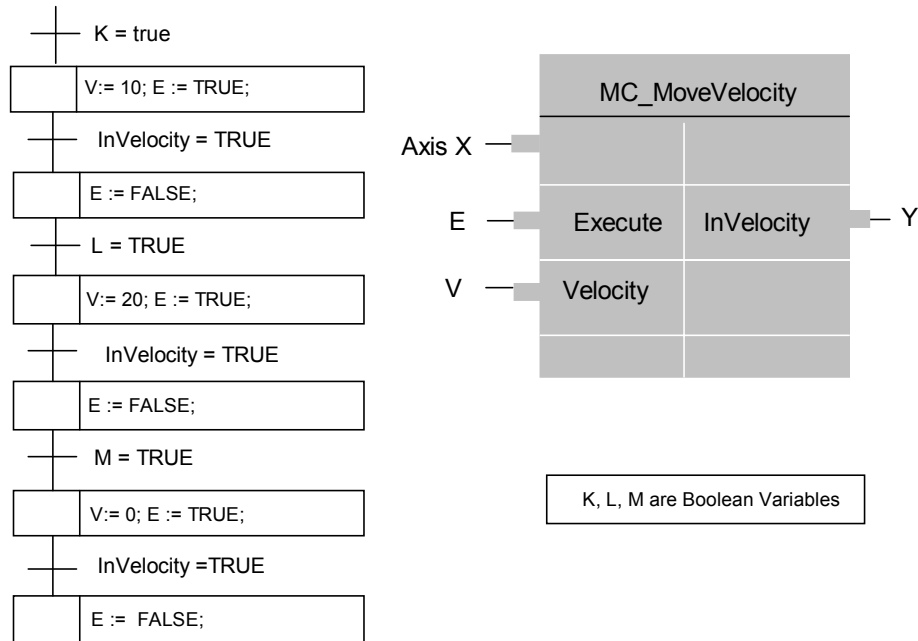 K = true
V:= 10; E := TRUE;
InVelocity = TRUE
E := FALSE;
L = TRUE
V:= 20; E := TRUE;
InVelocity = TRUE
E := FALSE;
M = TRUE
V:= 0; E := TRUE;
InVelocity =TRUE
E := FALSE;
MC_MoveVelocity
Axis X
E Execute InVelocity Y
V Velocity
K, L, M are Boolean Variables